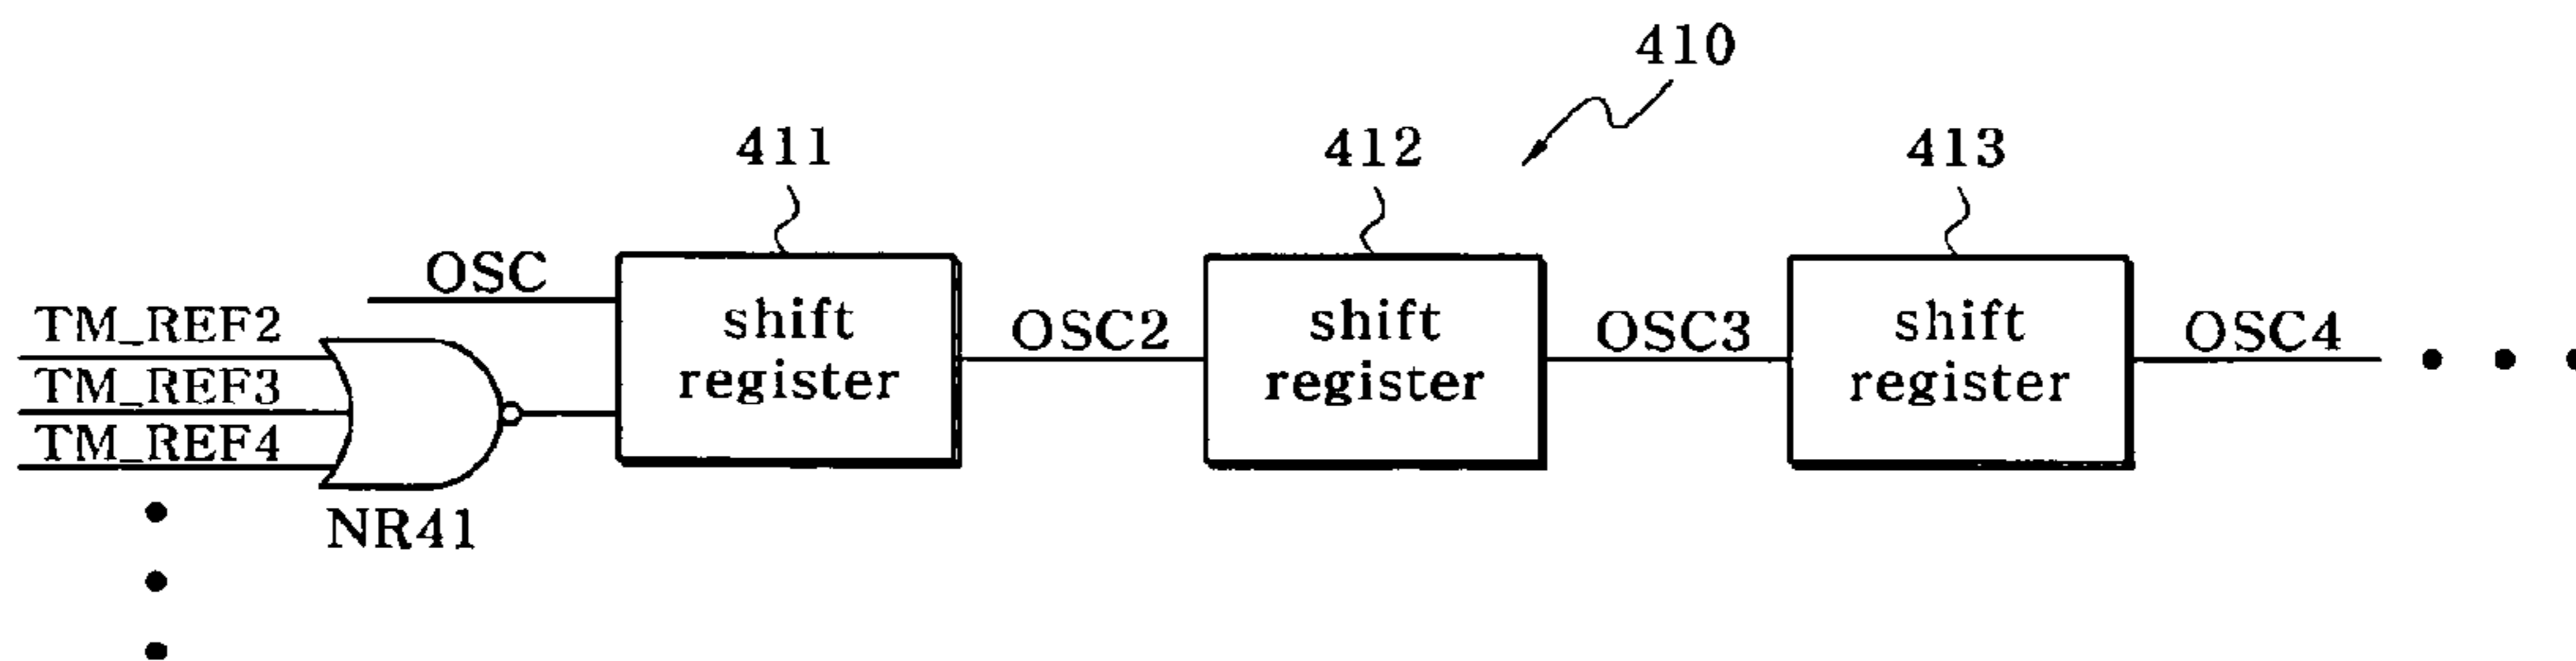 410
411
412
413
OSC
shift
register
OSC2
shift
register
OSC3
shift
register
OSC4
TM_REF2
TM_REF3
TM_REF4
NR41